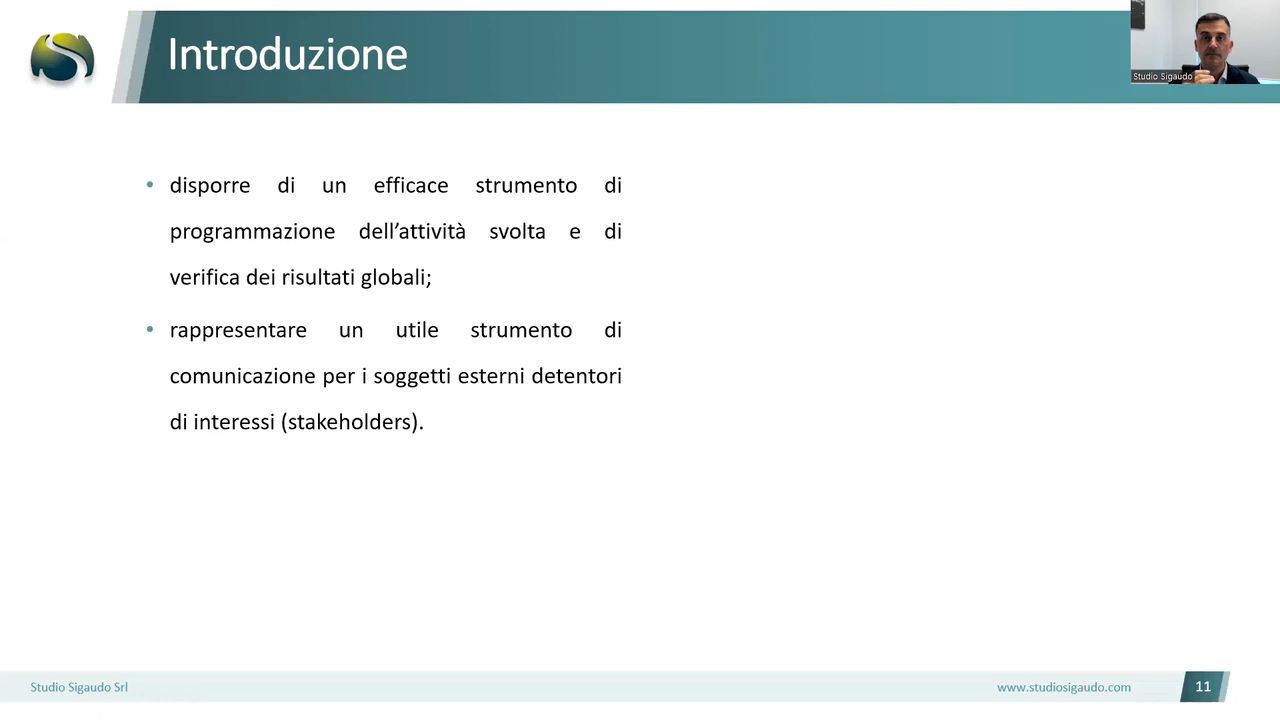 Introduzione
Studio Sigaudo
• disporre di un efficace strumento di
programmazione dell’attività svolta e di
verifica dei risultati globali;
• rappresentare un utile strumento di
comunicazione per i soggetti esterni detentori
di interessi (stakeholders).
Studio Sigaudo Srl
www.studiosigaudo.com
11